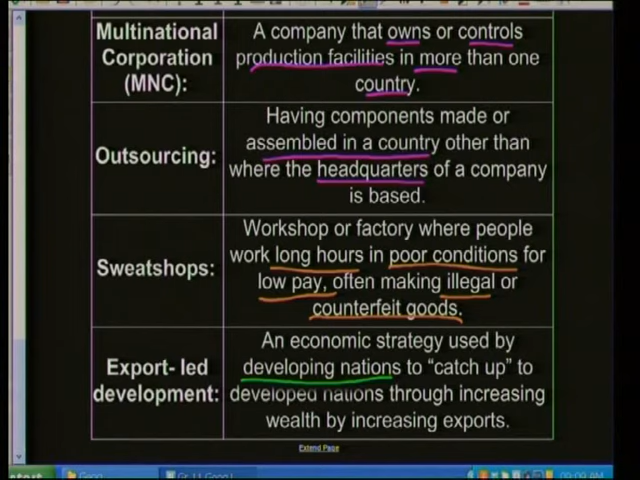 Multinational Corporation (MNC):
A company that owns or controls
production facilities in more than one
country.
Outsourcing:
Having components made or
assembled in a country other than
where the headquarters of a company
is based.
Sweatshops:
Workshop or factory where people
work long hours in poor conditions for
low pay, often making illegal or
counterfeit goods.
Export- led
development:
An economic strategy used by
developing nations to “catch up” to
developed nations through increasing
wealth by increasing exports.
Extend Page
start